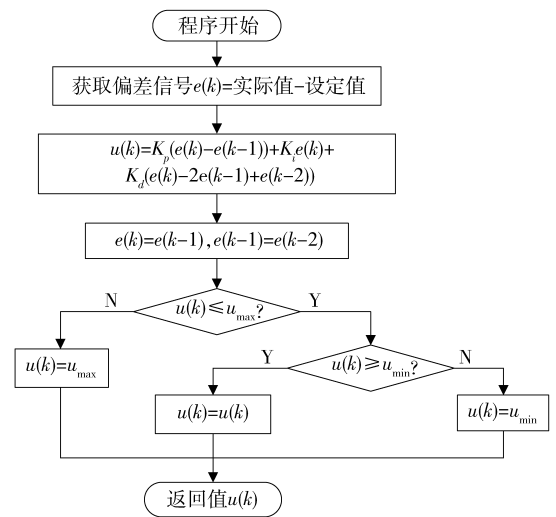 程序开始
获取偏差信号e(k)=实际值-设定值
u(k)=Kp(e(k)-e(k-1))+Kie(k)+
Kd(e(k)-2e(k-1)+e(k-2))
e(k)=e(k-1),e(k-1)=e(k-2)
N
u(k)≤umax?
Y
u(k)=umax
Y
u(k)≥umin?
N
u(k)=u(k)
u(k)=umin
返回值u(k)